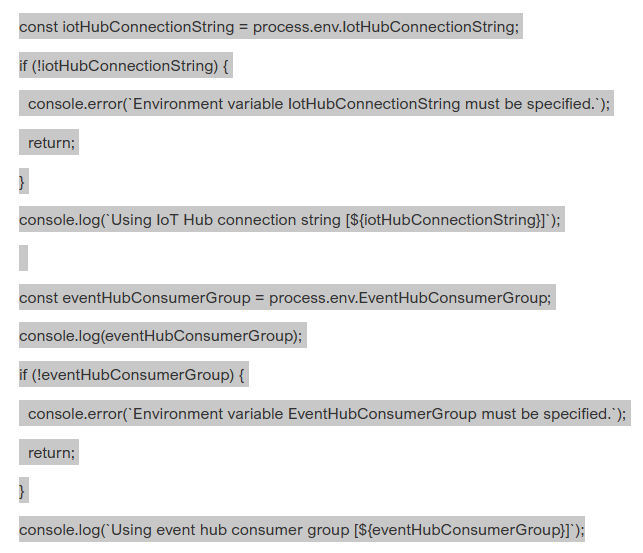 const iotHubConnectionString = process.env.IotHubConnectionString;
if (!iotHubConnectionString) {
  console.error(`Environment variable IotHubConnectionString must be specified.`);
  return;
}
console.log(`Using IoT Hub connection string [${iotHubConnectionString}]`);

const eventHubConsumerGroup = process.env.EventHubConsumerGroup;
console.log(eventHubConsumerGroup);
if (!eventHubConsumerGroup) {
  console.error(`Environment variable EventHubConsumerGroup must be specified.`);
  return;
}
console.log(`Using event hub consumer group [${eventHubConsumerGroup}]`);